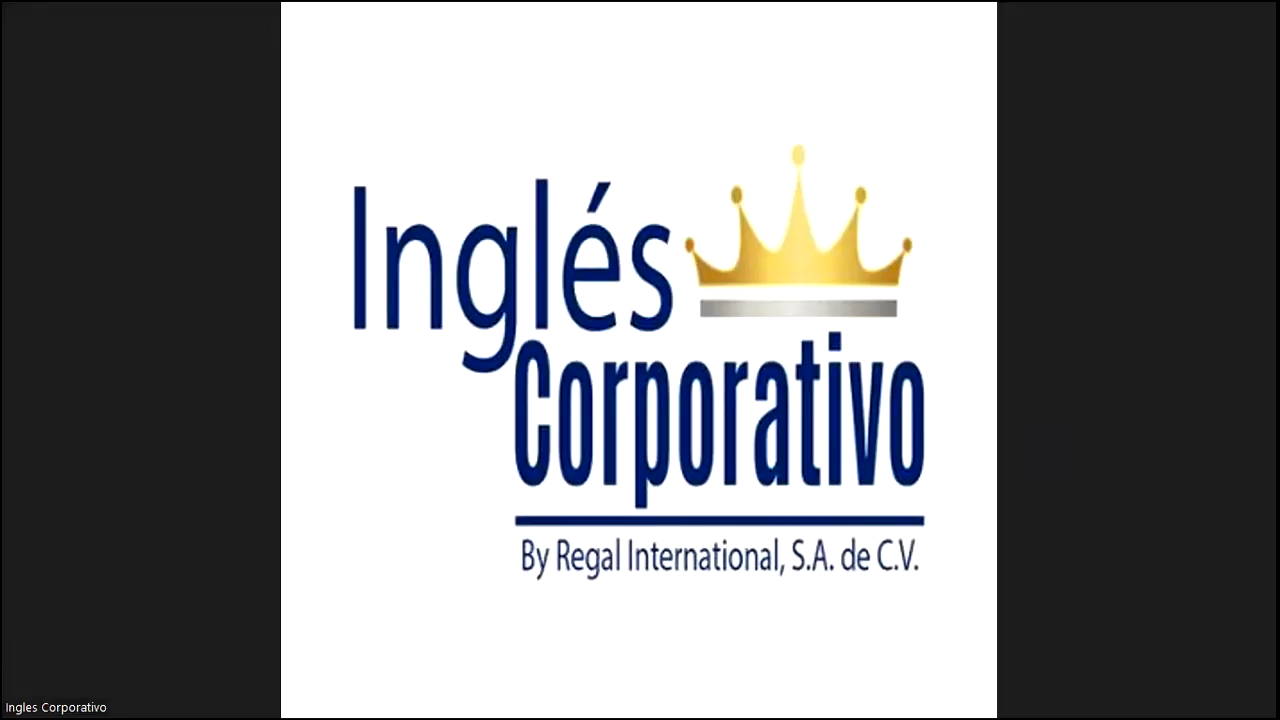 Inglés
Corporativo
By Regal International, S.A. de C.V.
Ingles Corporativo